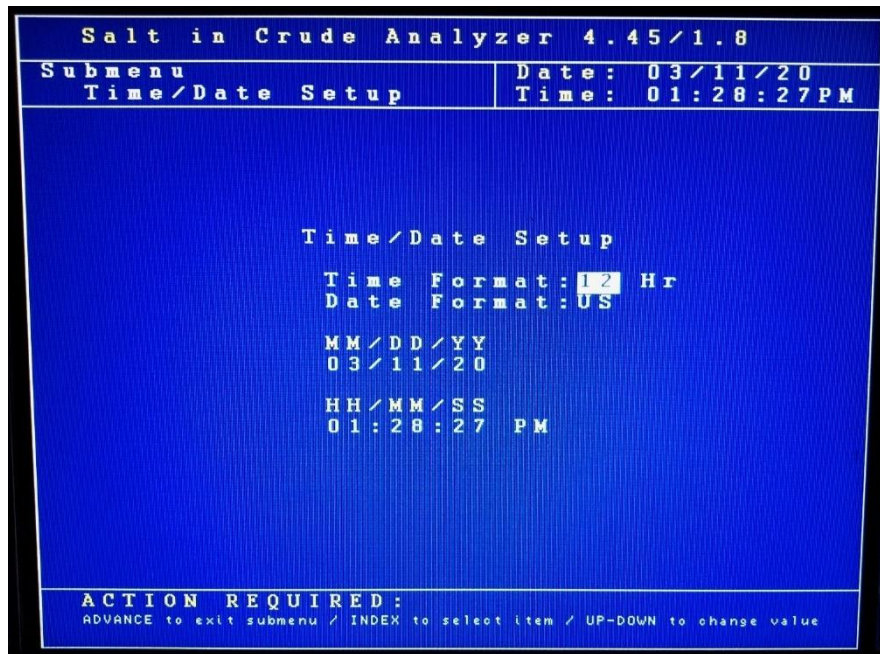 Salt in Crude Analyzer 4.45/1.8
Submenu
Time/Date Setup
Date: 03/11/20
Time: 01:28:27PM
Time/Date Setup
Time Format:12 Hr
Date Format:US
MM/DD/YY
03/11/20
HH/MM/SS
01:28:27 PM
ACTION REQUIRED:
ADVANCE to exit submenu / INDEX to select item / UP-DOWN to change value